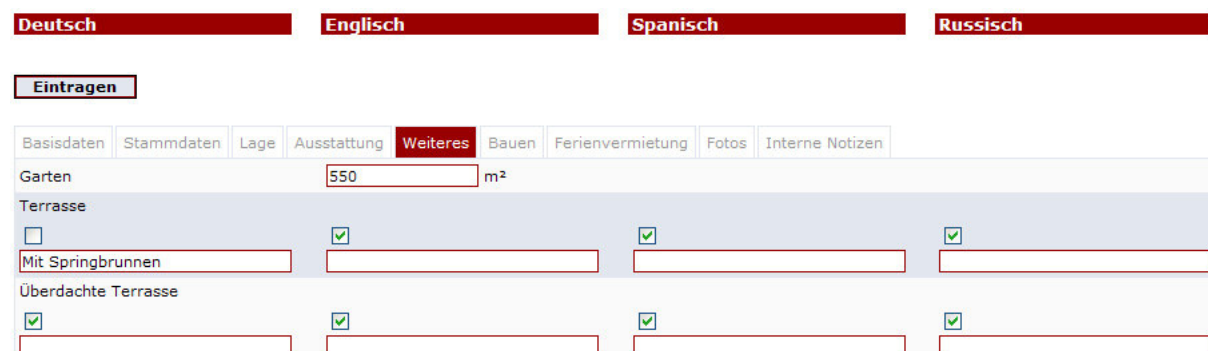 Deutsch Englisch Spanisch Russisch
Eintragen
Basisdaten Stammdaten Lage Ausstattung Weiteres Bauen Ferienvermietung Fotos Interne Notizen
Garten 550 m²
Terrasse
Mit Springbrunnen
Überdachte Terrasse